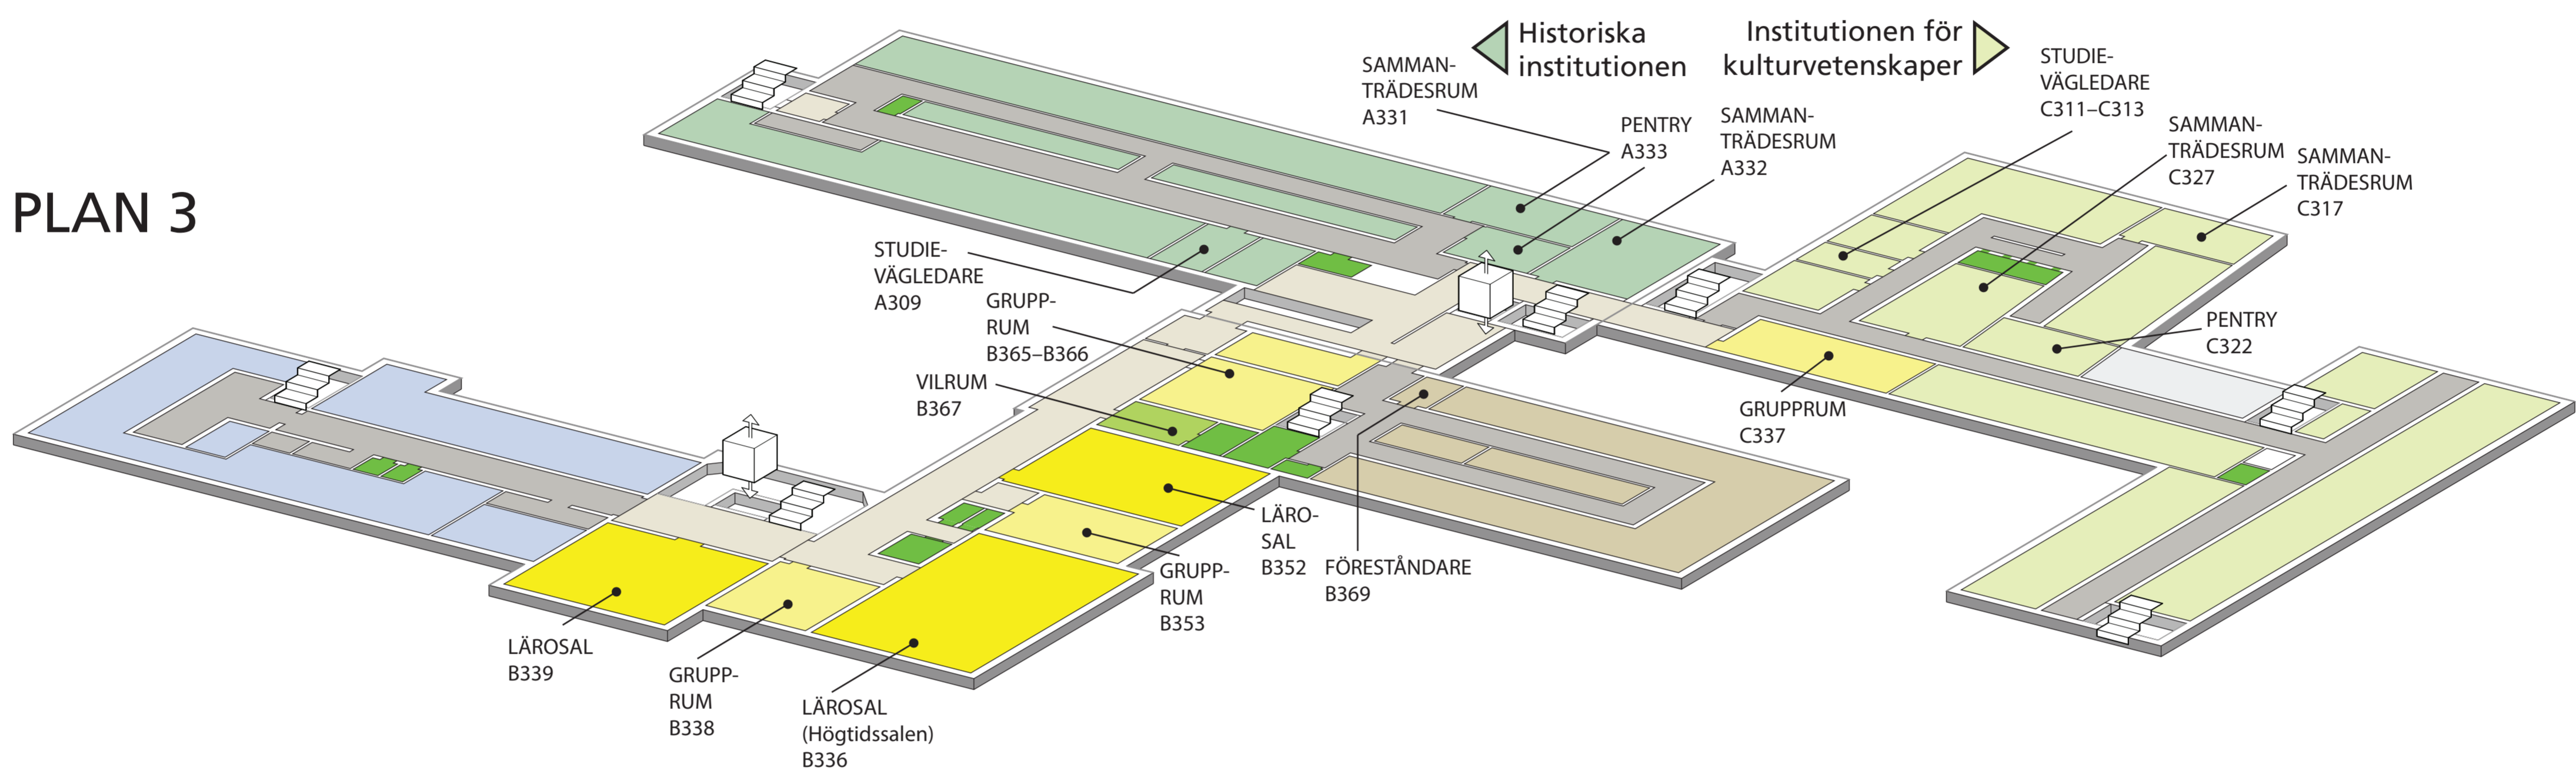 PLAN 3
Historiska
institutionen
Institutionen för
kulturvetenskaper
SAMMAN-
TRÄDESRUM
A331
PENTRY
A333
SAMMAN-
TRÄDESRUM
A332
STUDIE-
VÄGLEDARE
C311–C313
SAMMAN-
TRÄDESRUM
C327
SAMMAN-
TRÄDESRUM
C317
STUDIE-
VÄGLEDARE
A309
GRUPP-
RUM
B365–B366
VILRUM
B367
PENTRY
C322
GRUPPRUM
C337
LÄRO-
SAL
B352
FÖRESTÅNDARE
B369
GRUPP-
RUM
B353
LÄROSAL
B339
GRUPP-
RUM
B338
LÄROSAL
(Högtidssalen)
B336